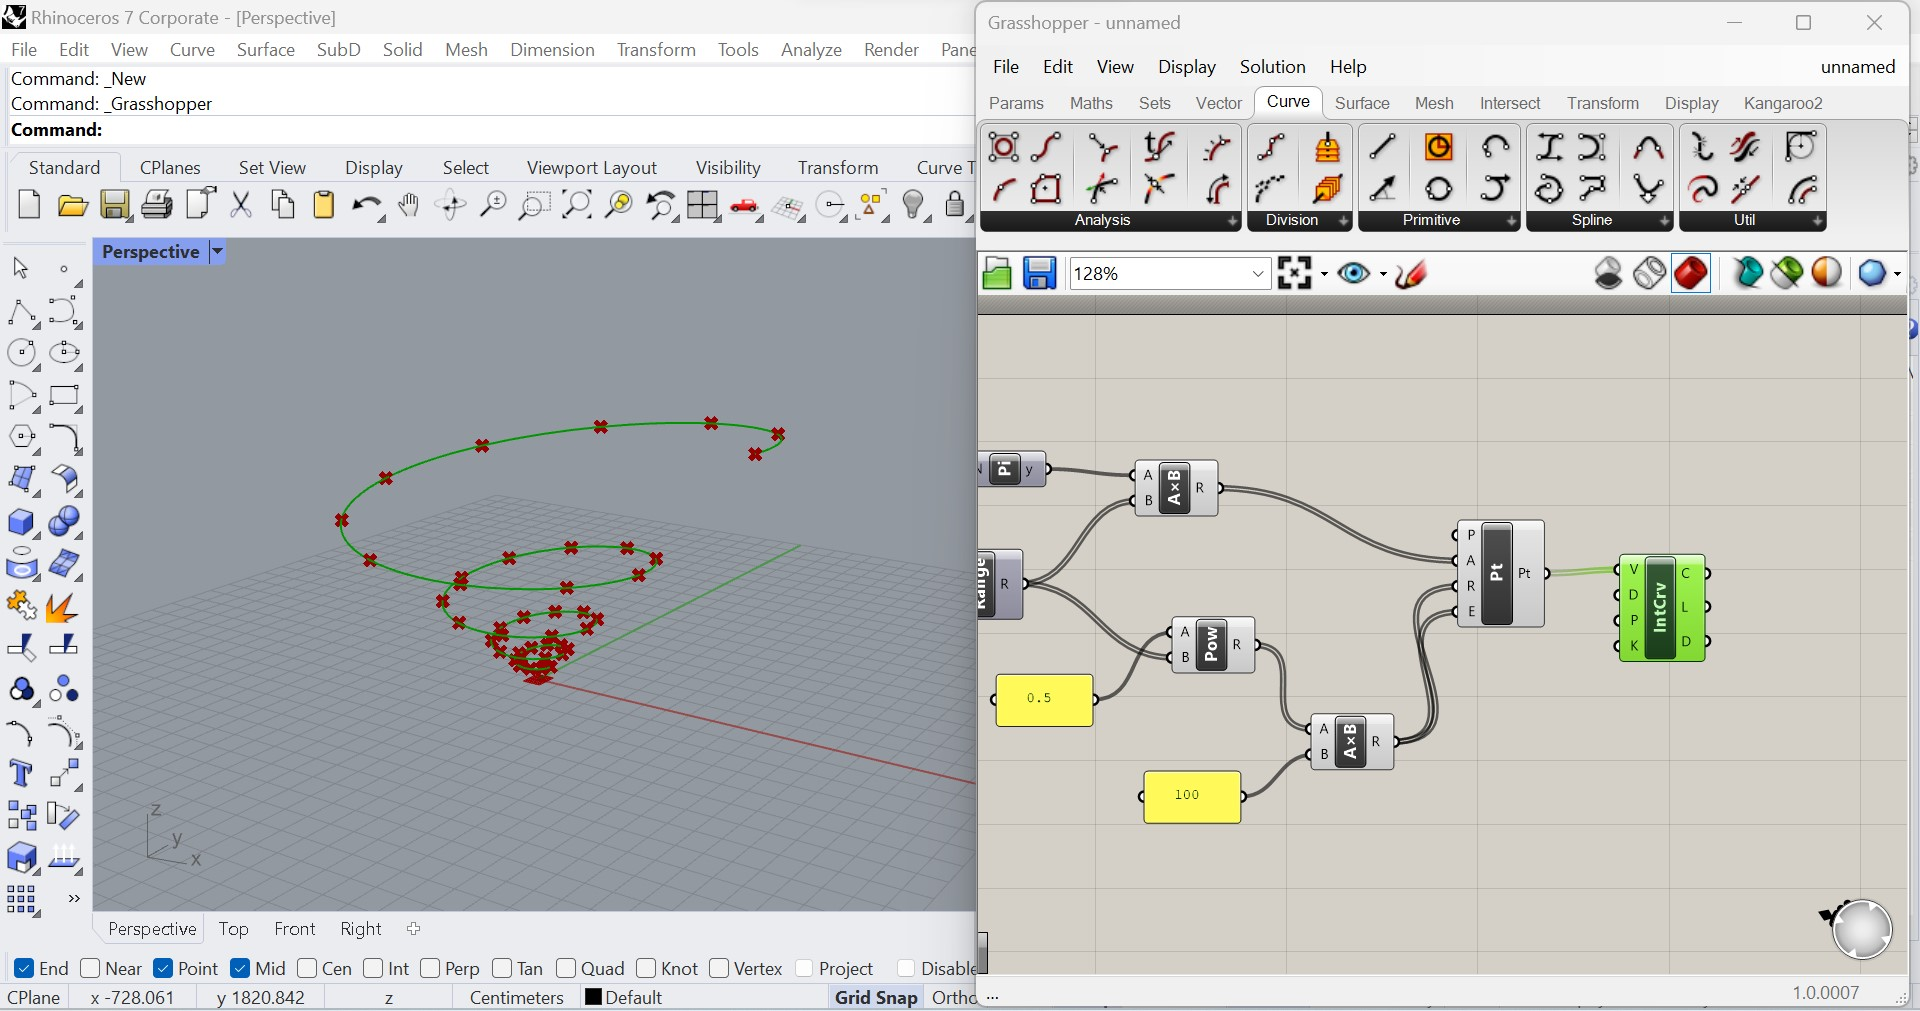 Rhinoceros 7 Corporate - [Perspective]
File Edit View Curve Surface SubD Solid Mesh Dimension Transform Tools Analyze Render Pane
Command: _New
Command: _Grasshopper
Command:
Standard CPlanes Set View Display Select Viewport Layout Visibility Transform Curve T
Perspective
z
y
x
Perspective Top Front Right
End Near Point Mid Cen Int Perp Tan Quad Knot Vertex Project Disable
CPlane x -728.061 y 1820.842 z Centimeters Default Grid Snap Ortho
Grasshopper - unnamed
File Edit View Display Solution Help unnamed
Params Maths Sets Vector Curve Surface Mesh Intersect Transform Display Kangaroo2
Analysis Division Primitive Spline Util
128%
N Pi y
A B A×B R
Range R
P A R E Pt Pt
V D P K IntCrv C L D
A B Pow R
0.5
A B A×B R
100
... 1.0.0007